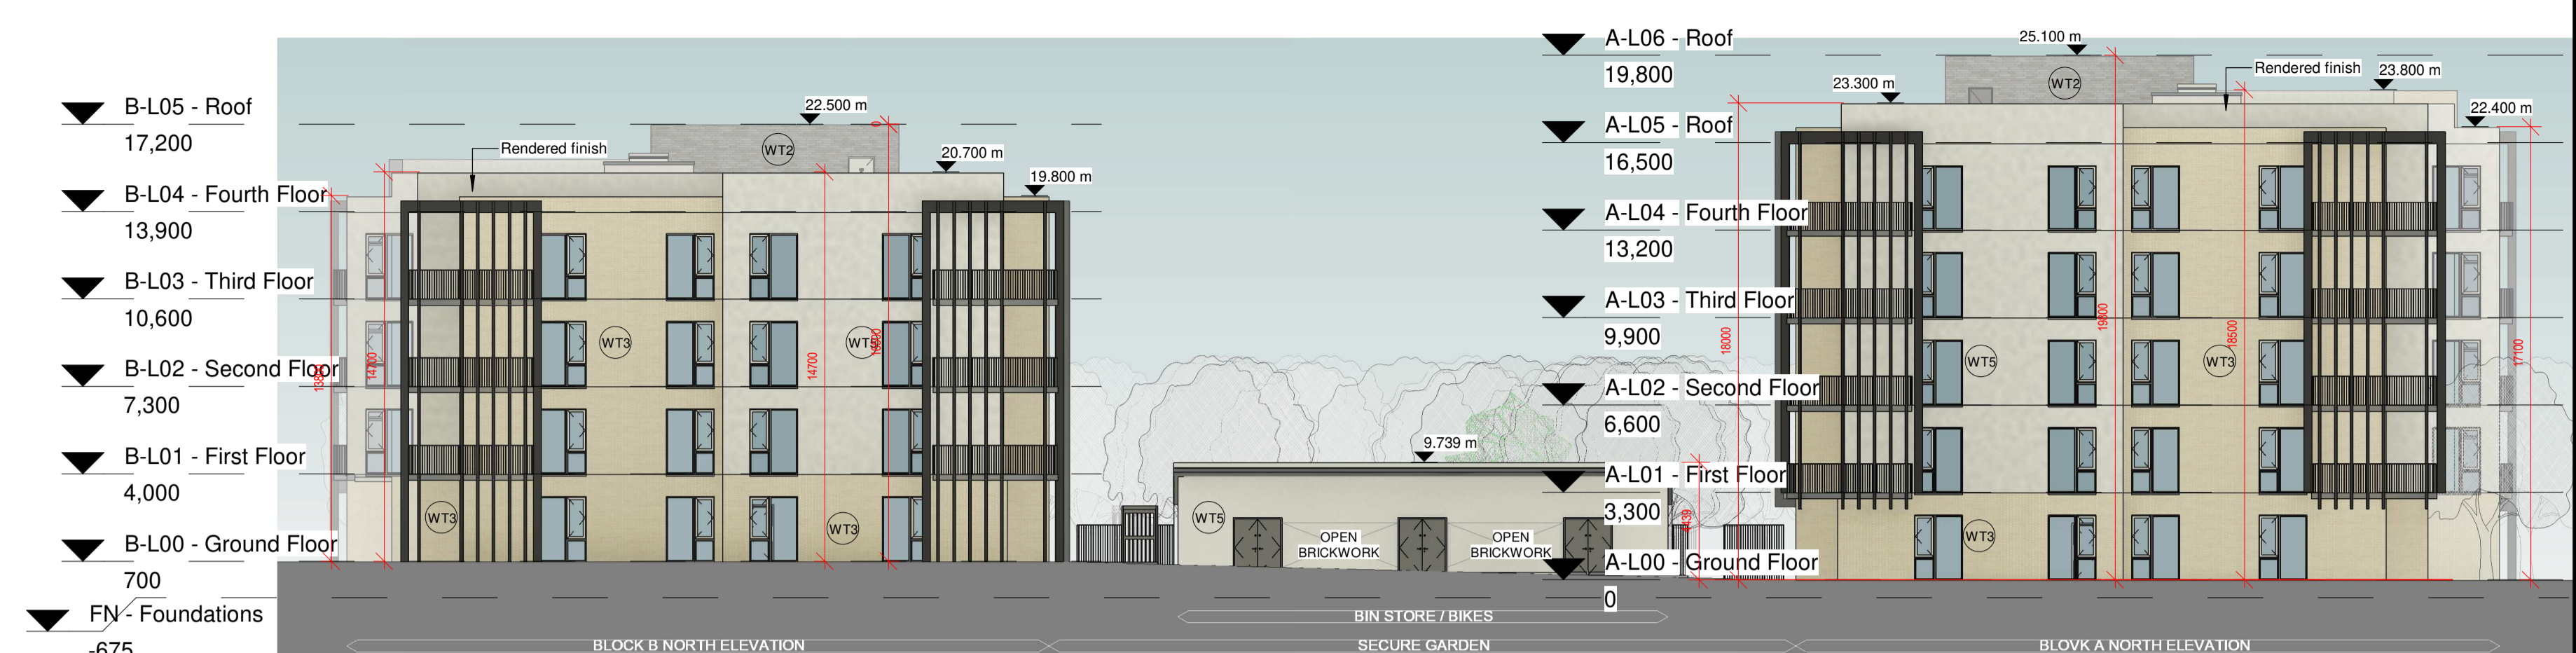 B-L05 - Roof
17,200
B-L04 - Fourth Floor
13,900
B-L03 - Third Floor
10,600
B-L02 - Second Floor
7,300
B-L01 - First Floor
4,000
B-L00 - Ground Floor
700
FN - Foundations
-675
Rendered finish
22.500 m
WT2
20.700 m
19.800 m
0
WT3
14700
14700
WT3
WT3
9.739 m
WT5
OPEN
BRICKWORK
OPEN
BRICKWORK
A-L06 - Roof
19,800
A-L05 - Roof
16,500
A-L04 - Fourth Floor
13,200
A-L03 - Third Floor
9,900
A-L02 - Second Floor
6,600
A-L01 - First Floor
3,300
A-L00 - Ground Floor
0
25.100 m
23.300 m
WT2
Rendered finish
23.800 m
22.400 m
18000
19800
18500
17100
WT5
WT3
WT3
BIN STORE / BIKES
BLOCK B NORTH ELEVATION
SECURE GARDEN
BLOVK A NORTH ELEVATION